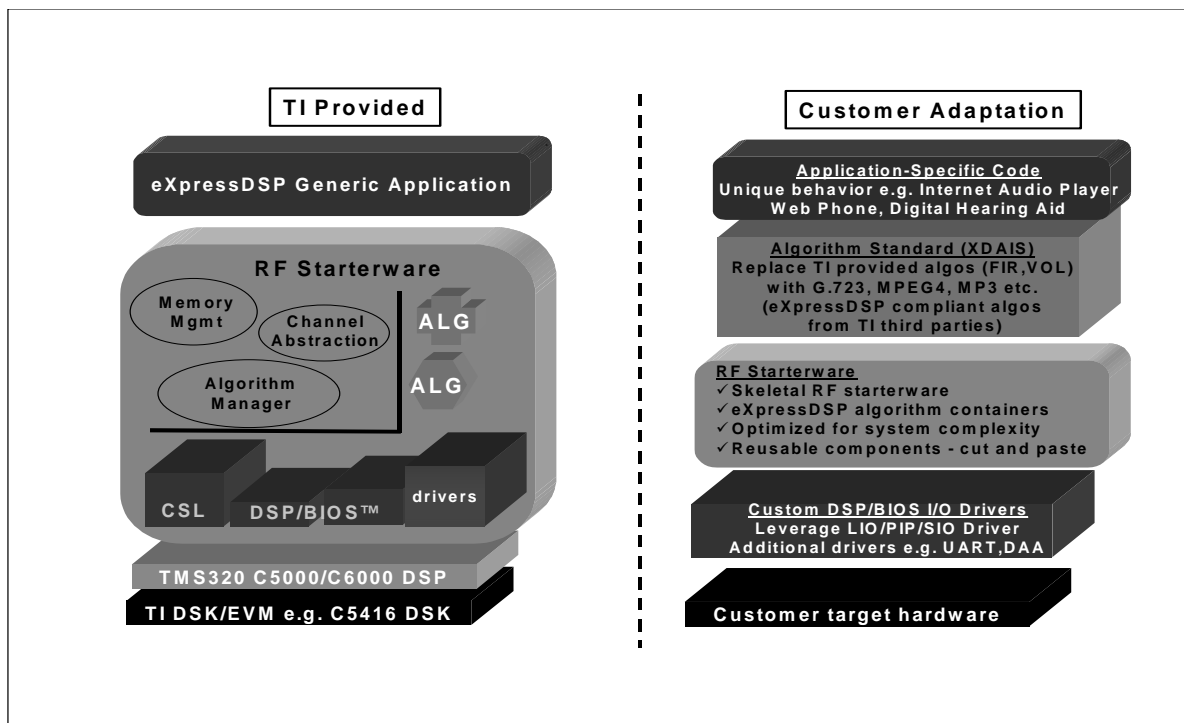 TI Provided
eXpressDSP Generic Application
RF Starterware
Memory
Mgmt
Channel
Abstraction
Algorithm
Manager
ALG
ALG
CSL
DSP/BIOS™
drivers
TMS320 C5000/C6000 DSP
TI DSK/EVM e.g. C5416 DSK
Customer Adaptation
Application-Specific Code
Unique behavior e.g. Internet Audio Player
Web Phone, Digital Hearing Aid
Algorithm Standard (XDAIS)
Replace TI provided algos (FIR,VOL)
with G.723, MPEG4, MP3 etc.
(eXpressDSP compliant algos
from TI third parties)
RF Starterware
✓Skeletal RF starterware
✓eXpressDSP algorithm containers
✓Optimized for system complexity
✓Reusable components - cut and paste
Custom DSP/BIOS I/O Drivers
Leverage LIO/PIP/SIO Driver
Additional drivers e.g. UART,DAA
Customer target hardware